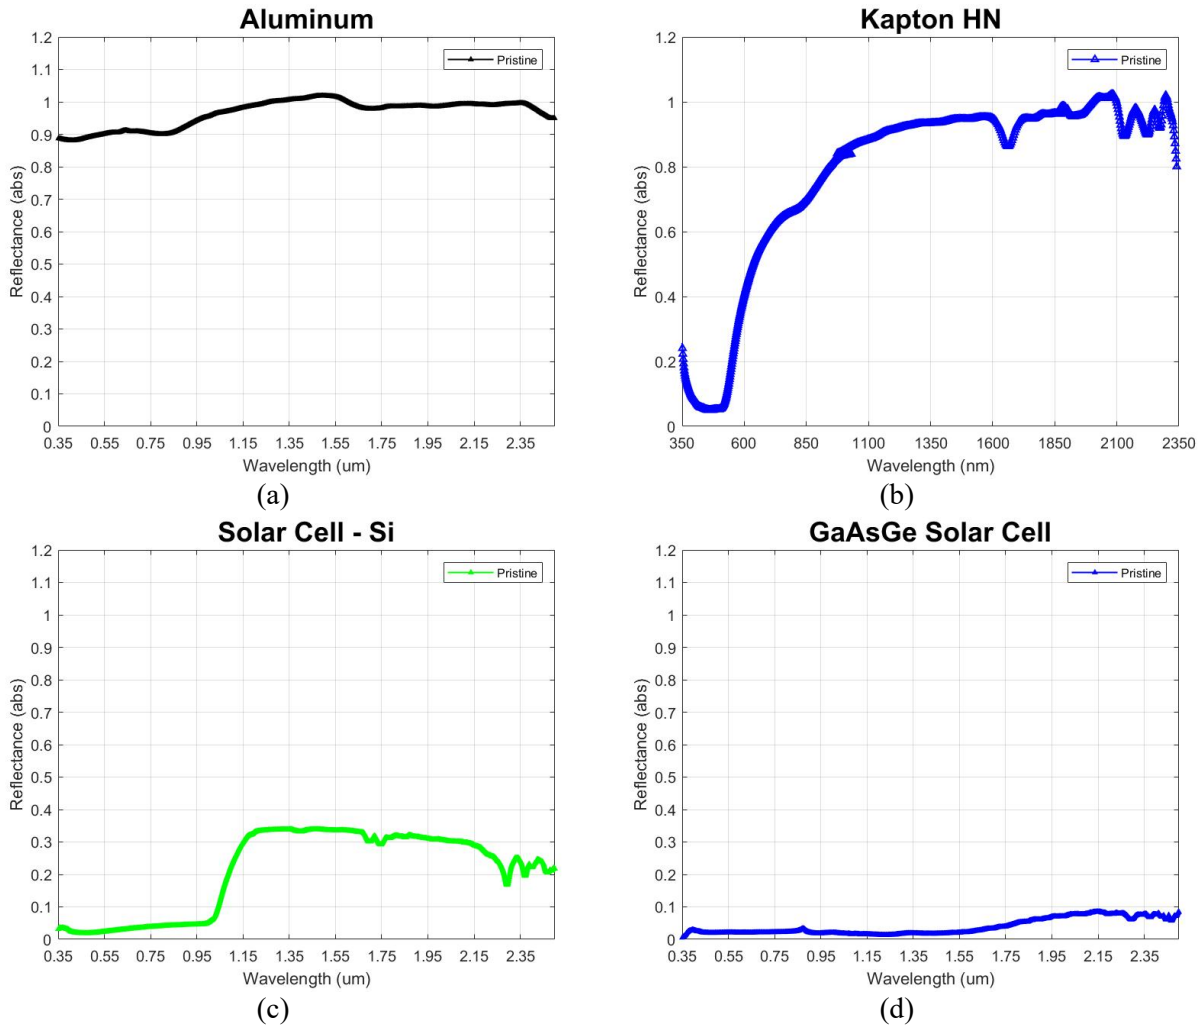 Aluminum
1.2
1.1
1
0.9
0.8
0.7
0.6
0.5
0.4
0.3
0.2
0.1
0
Reflectance (abs)
Pristine
0.35 0.55 0.75 0.95 1.15 1.35 1.55 1.75 1.95 2.15 2.35
Wavelength (um)
(a)
Kapton HN
1.2
1
0.8
0.6
0.4
0.2
0
Reflectance (abs)
Pristine
350 600 850 1100 1350 1600 1850 2100 2350
Wavelength (nm)
(b)
Solar Cell - Si
1.2
1.1
1
0.9
0.8
0.7
0.6
0.5
0.4
0.3
0.2
0.1
0
Reflectance (abs)
Pristine
0.35 0.55 0.75 0.95 1.15 1.35 1.55 1.75 1.95 2.15 2.35
Wavelength (um)
(c)
GaAsGe Solar Cell
1.2
1.1
1
0.9
0.8
0.7
0.6
0.5
0.4
0.3
0.2
0.1
0
Reflectance (abs)
Pristine
0.35 0.55 0.75 0.95 1.15 1.35 1.55 1.75 1.95 2.15 2.35
Wavelength (um)
(d)